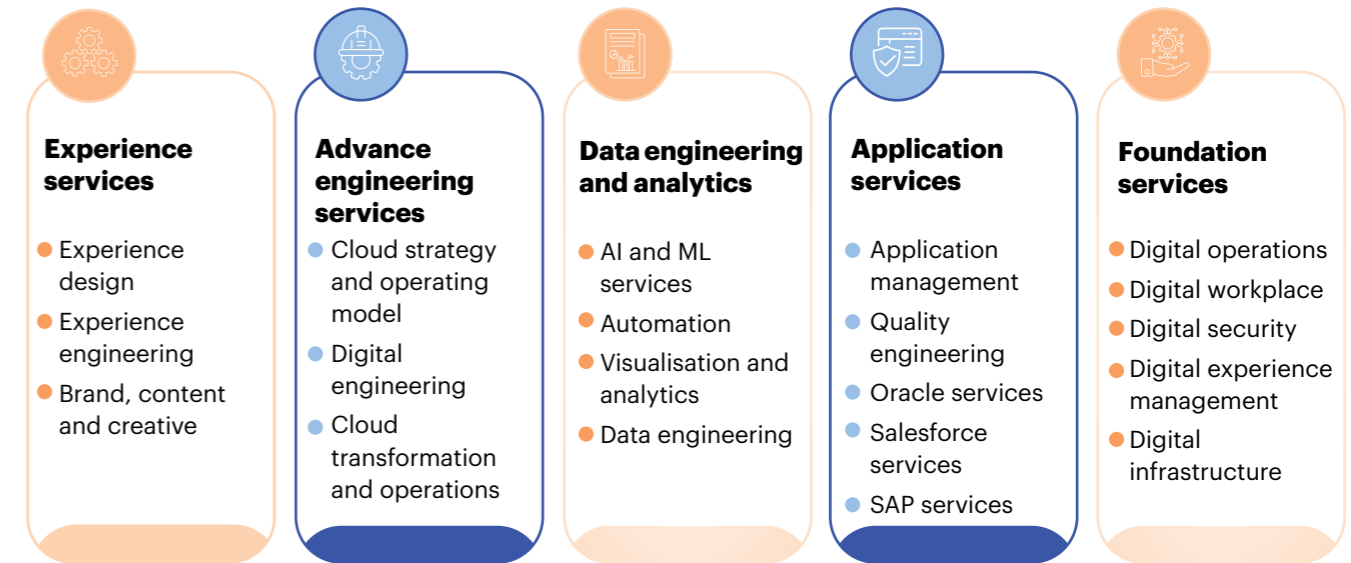 Experience
services
Experience
design
Experience
engineering
Brand, content
and creative
Advance
engineering
services
Cloud strategy
and operating
model
Digital
engineering
Cloud
transformation
and operations
Data engineering
and analytics
AI and ML
services
Automation
Visualisation and
analytics
Data engineering
Application
services
Application
management
Quality
engineering
Oracle services
Salesforce
services
SAP services
Foundation
services
Digital operations
Digital workplace
Digital security
Digital experience
management
Digital
infrastructure